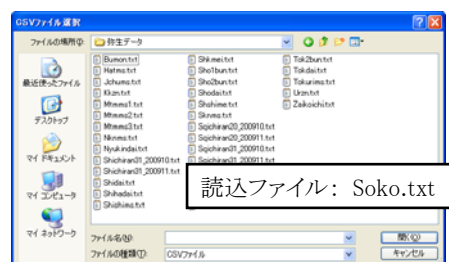 CSVファイル選択
ファイルの場所(I):
弥生データ
最近使ったファイル
デスクトップ
マイ ドキュメント
マイ コンピュータ
マイ ネットワーク
Bumon.txt
Hatms.txt
Jchums.txt
Kkzn.txt
Mtmms1.txt
Mtmms2.txt
Mtmms3.txt
Nknms.txt
Nyukindai.txt
Shichiran31_200910.txt
Shichiran31_200911.txt
Shidai.txt
Shihadai.txt
Shishime.txt
Shkmei.txt
Sho1bun.txt
Sho2bun.txt
Shodai.txt
Shshime.txt
Sknms.txt
Sqichiran20_200910.txt
Sqichiran20_200911.txt
Tok2bun.txt
Tokdai.txt
Tokurims.txt
Urzn.txt
Zaikoichi.txt
読込ファイル: Soko.txt
ファイル名(N):
開く(O)
ファイルの種類(T):
CSVファイル
キャンセル